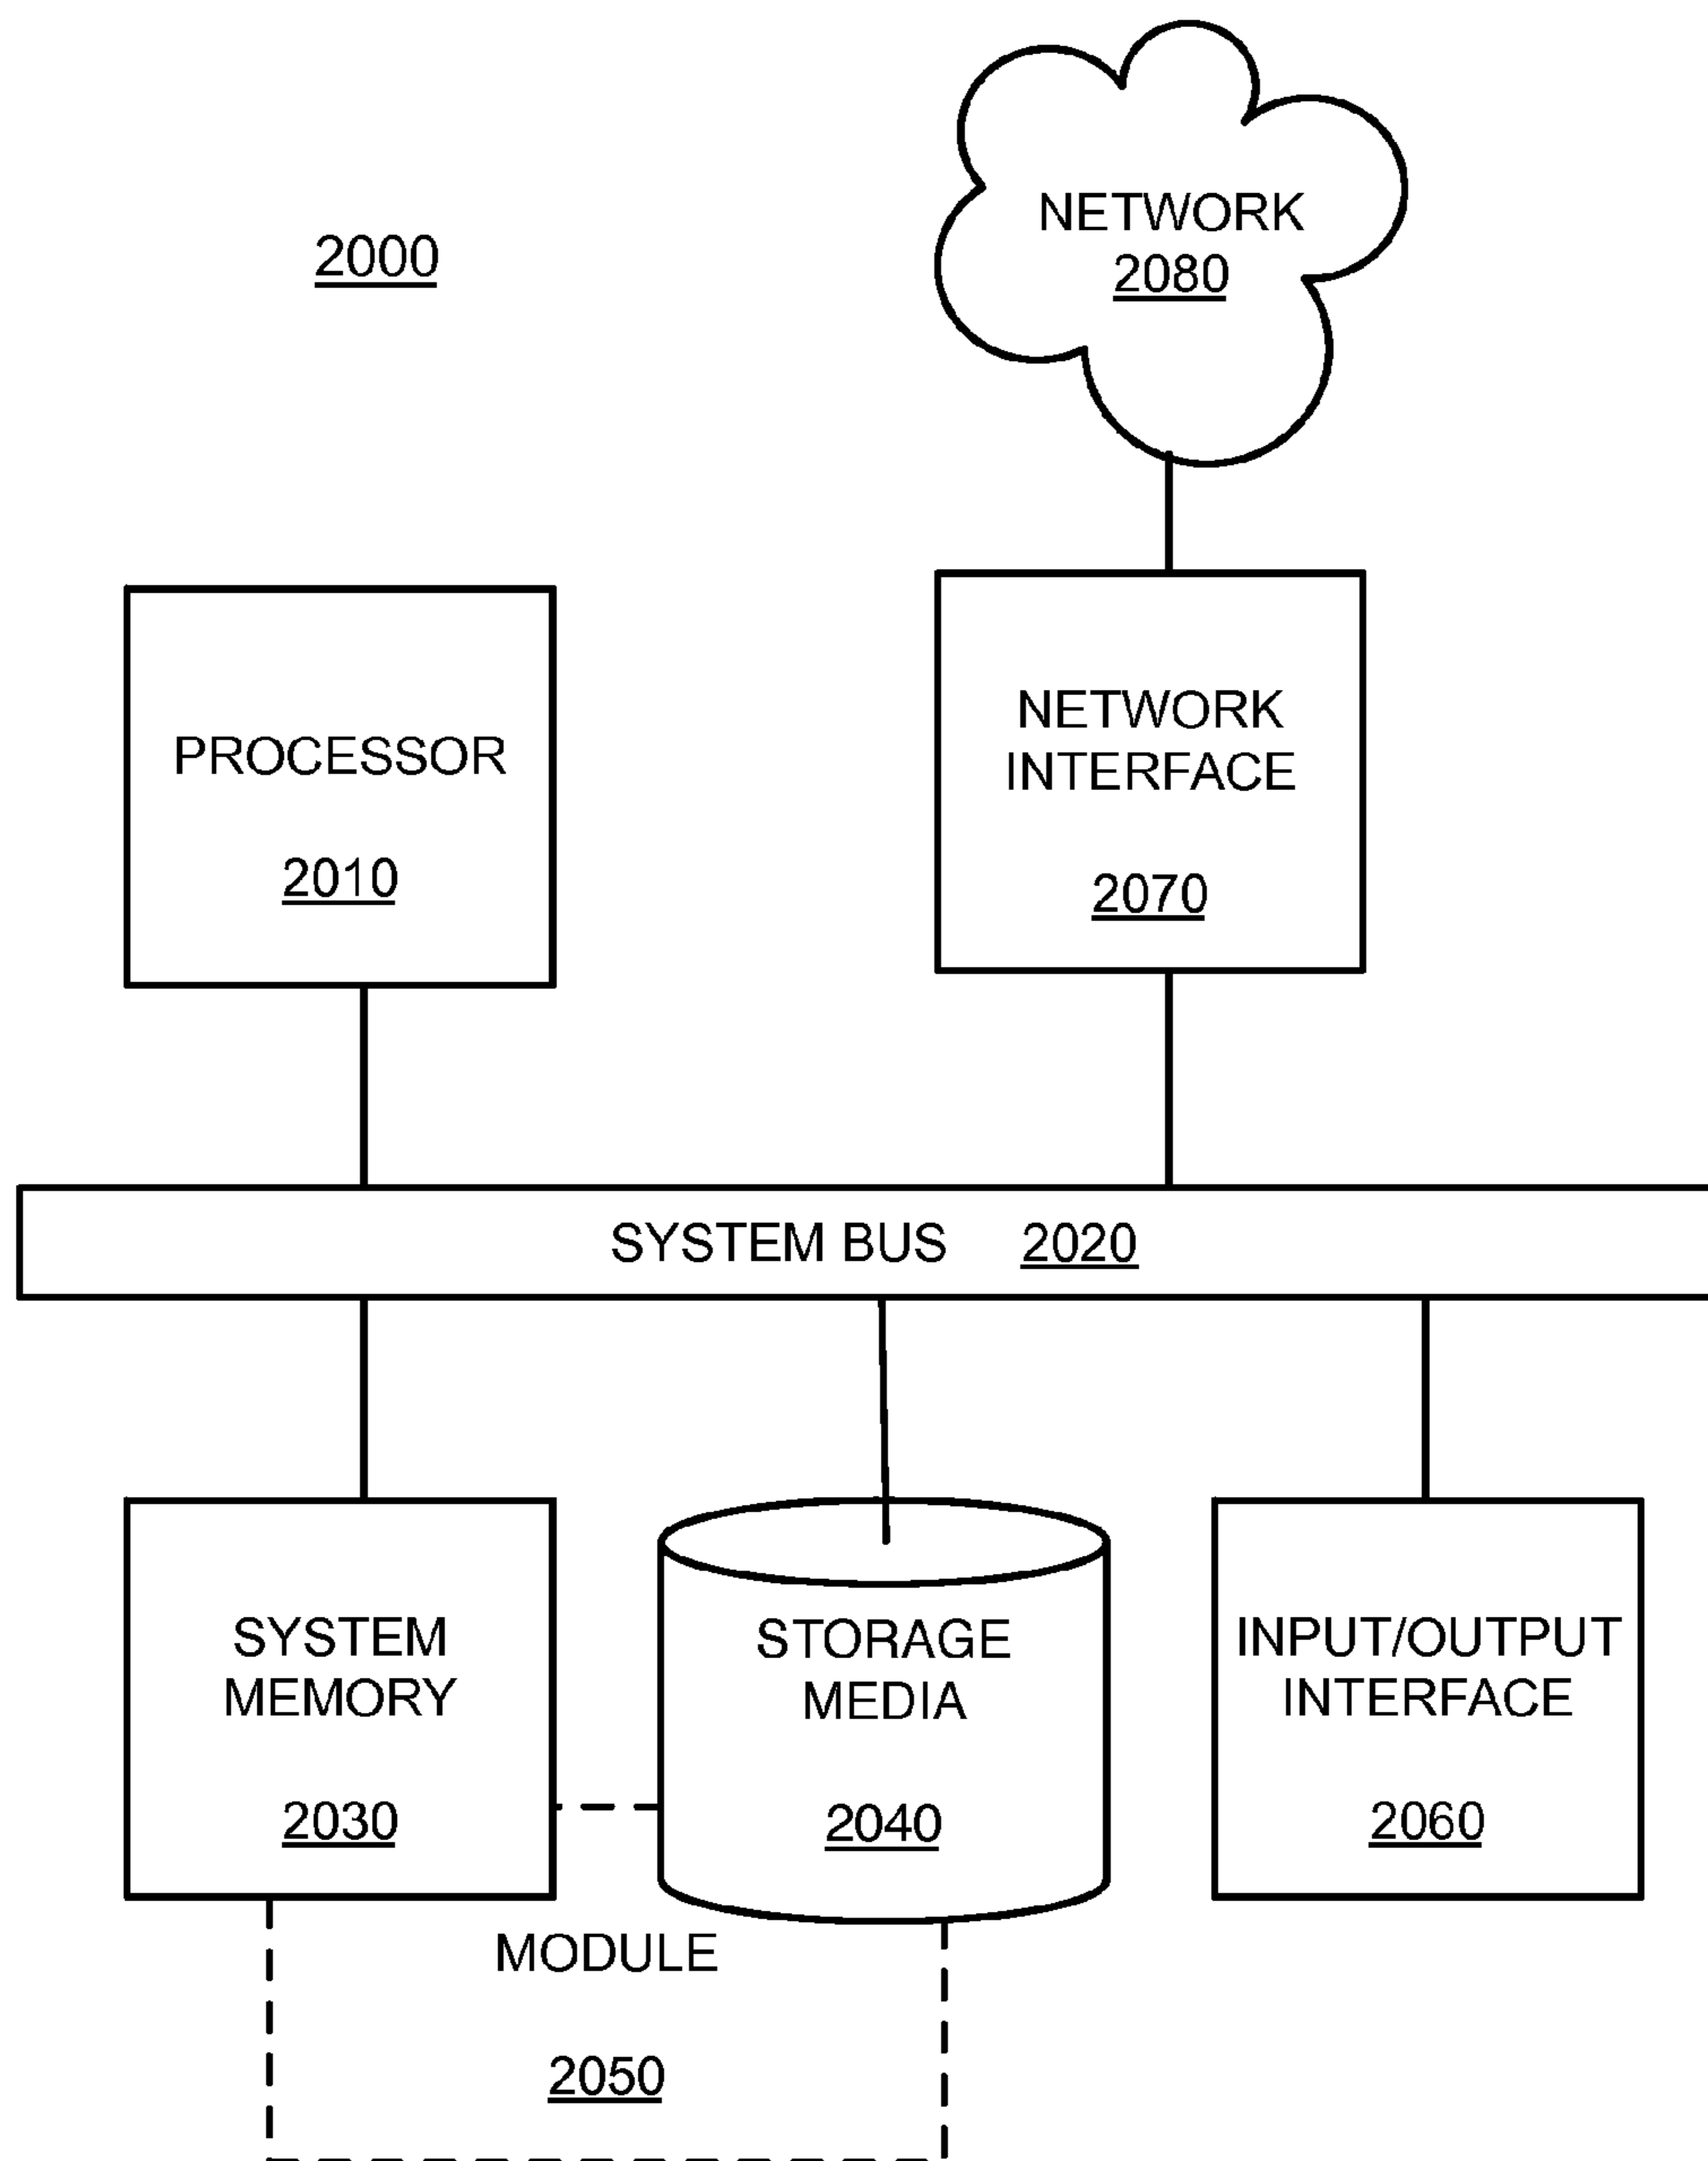 2000
NETWORK
2080
PROCESSOR
2010
NETWORK
INTERFACE
2070
SYSTEM BUS 2020
SYSTEM
MEMORY
2030
STORAGE
MEDIA
2040
INPUT/OUTPUT
INTERFACE
2060
MODULE
2050